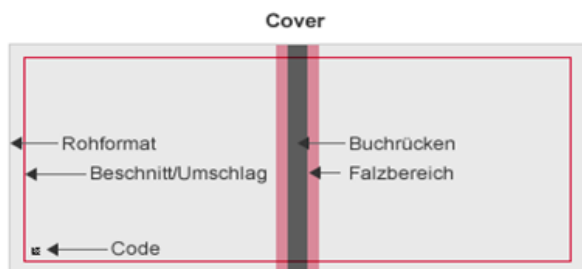 Cover
Rohformat
Buchrücken
Beschnitt/Umschlag
Falzbereich
Code